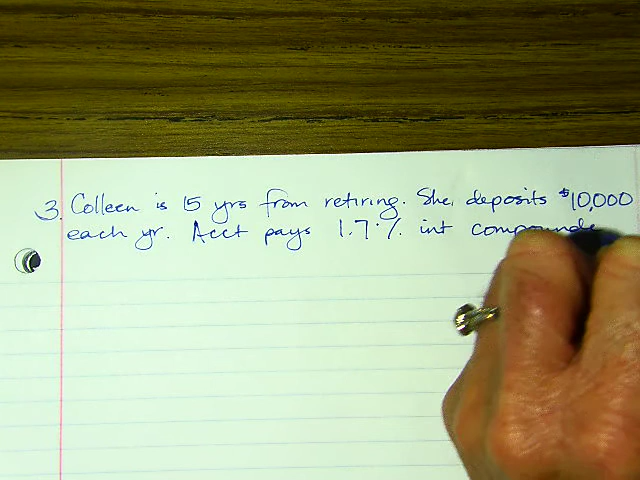 3. Colleen is 15 yrs from retiring. She deposits $10,000
each yr. Acct pays 1.7% int